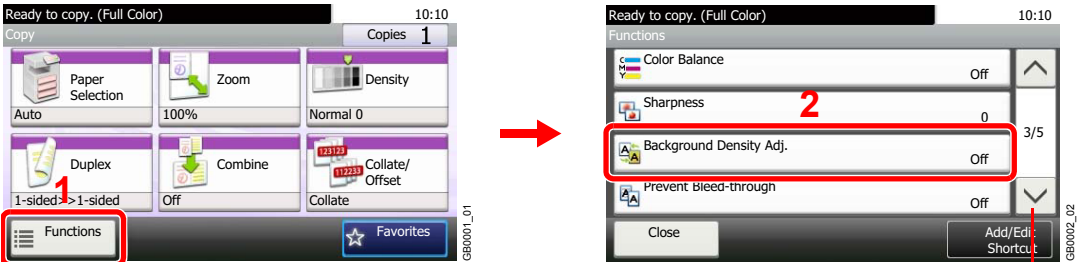 Ready to copy. (Full Color)
10:10
Copy
Copies 1
Paper
Selection
Auto
Zoom
100%
Density
Normal 0
Duplex
1-sided>>1-sided
Combine
Off
123123
112233
Collate/
Offset
Collate
1
Functions
Favorites
GB0001_01
Ready to copy. (Full Color)
10:10
Functions
C
M
Y
Color Balance
Off
Sharpness
0
2
Background Density Adj.
Off
Prevent Bleed-through
Off
3/5
Close
Add/Edit
Shortcut
GB0002_02